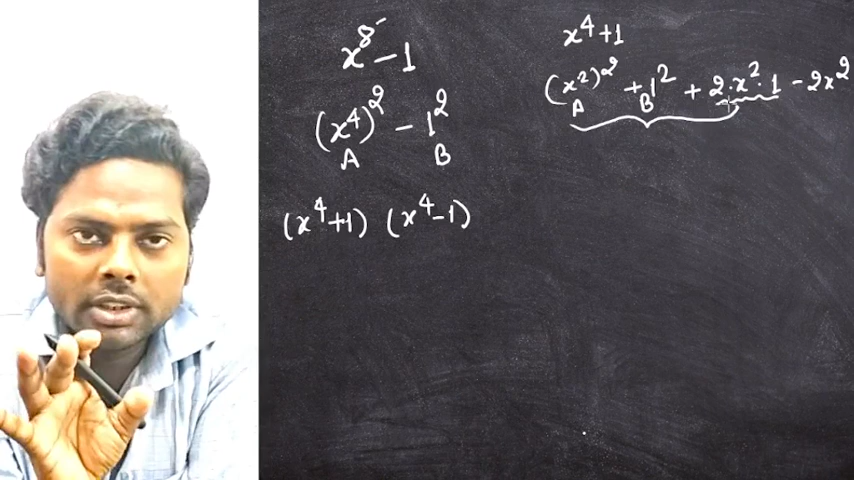 x⁸ - 1
(x⁴)² - 1²
A B
(x⁴+1) (x⁴-1)
x⁴+1
(x²)² + 1² + 2·x²·1 - 2x²
A B